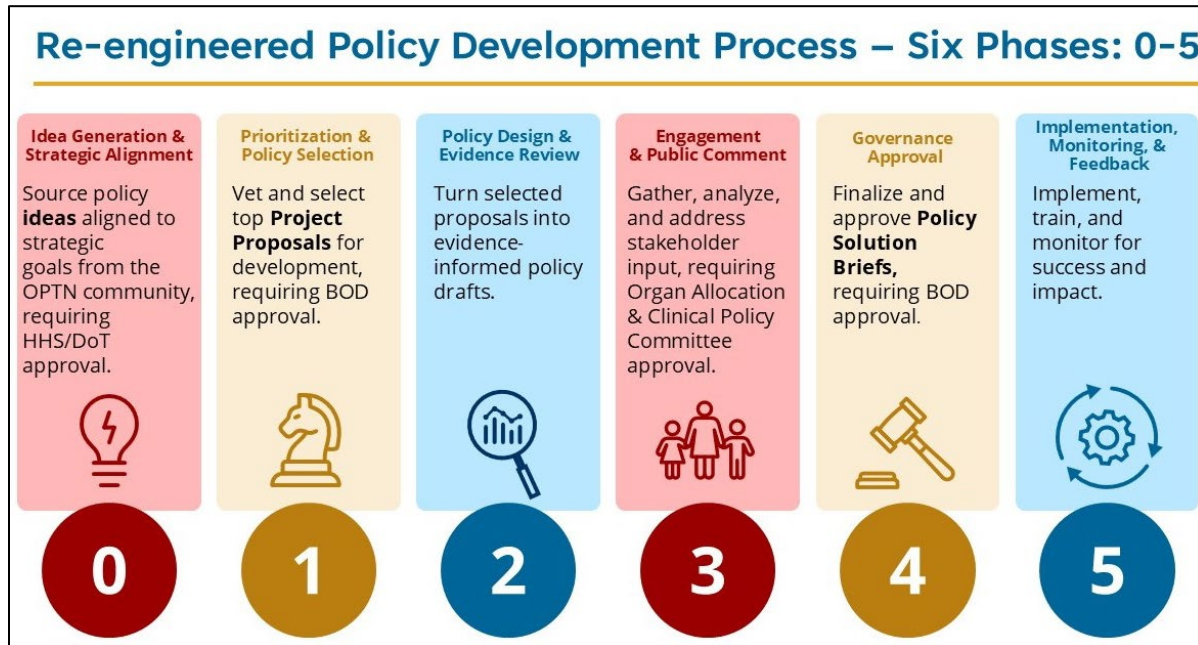 Re-engineered Policy Development Process – Six Phases: 0-5
Idea Generation &
Strategic Alignment
Source policy
ideas aligned to
strategic
goals from the
OPTN community,
requiring
HHS/DoT
approval.
0
Prioritization &
Policy Selection
Vet and select
top Project
Proposals for
development,
requiring BOD
approval.
1
Policy Design &
Evidence Review
Turn selected
proposals into
evidence-
informed policy
drafts.
2
Engagement
& Public Comment
Gather, analyze,
and address
stakeholder
input, requiring
Organ Allocation
& Clinical Policy
Committee
approval.
3
Governance
Approval
Finalize and
approve Policy
Solution
Briefs,
requiring BOD
approval.
4
Implementation,
Monitoring, &
Feedback
Implement,
train, and
monitor for
success and
impact.
5